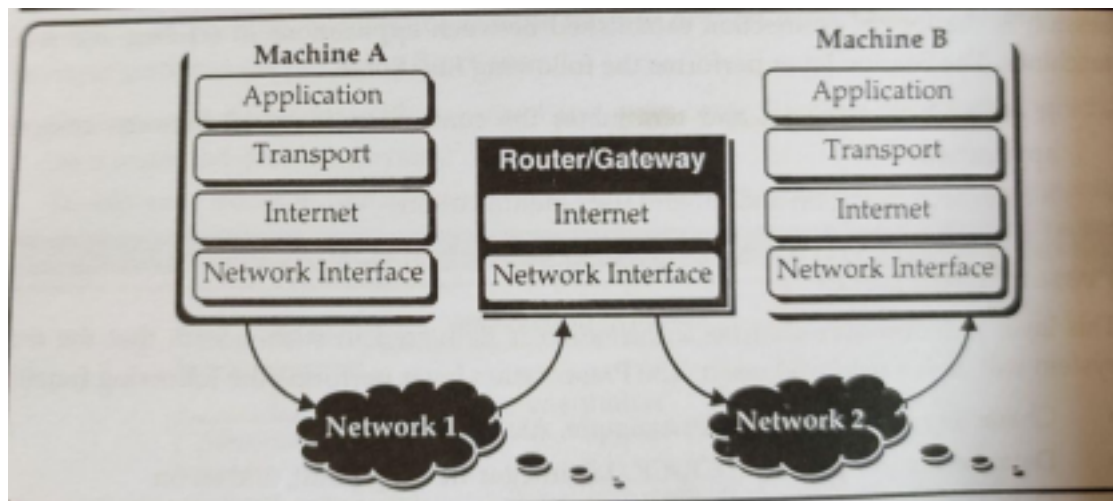 Machine A
Application
Transport
Internet
Network Interface
Router/Gateway
Internet
Network Interface
Machine B
Application
Transport
Internet
Network Interface
Network 1
Network 2